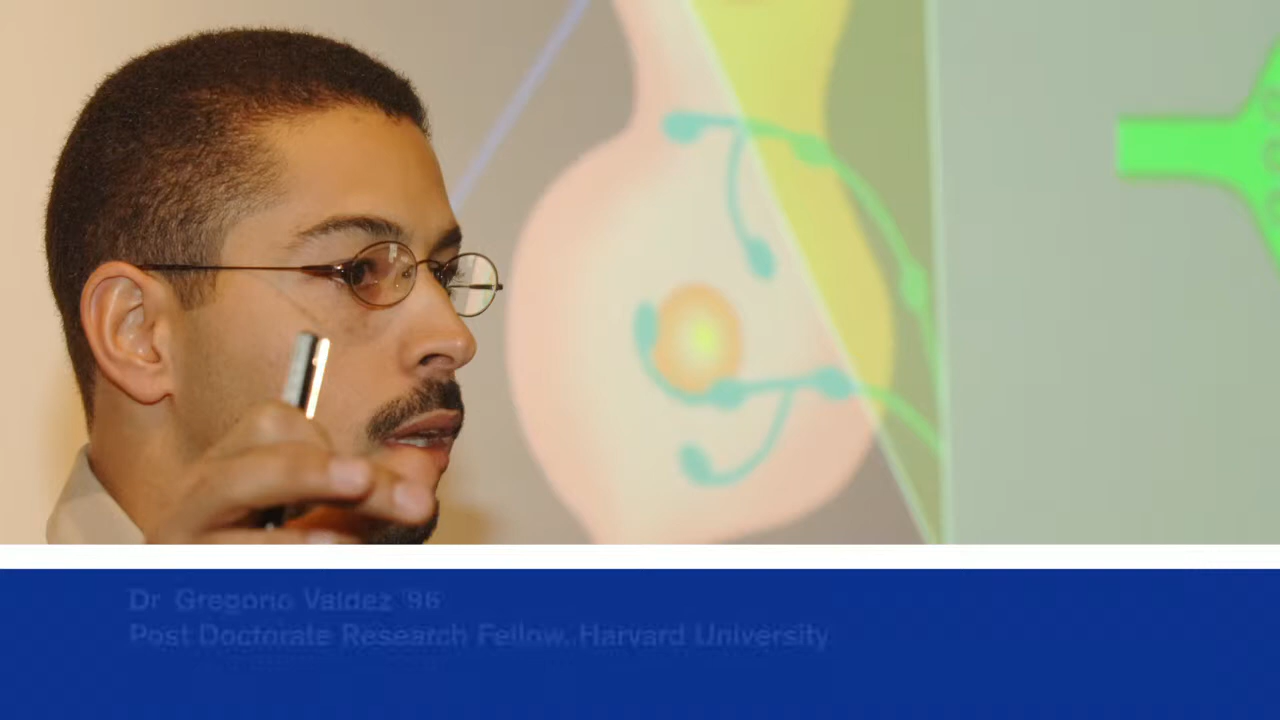 Dr Gregorio Valdez '96
Post Doctorate Research Fellow, Harvard University